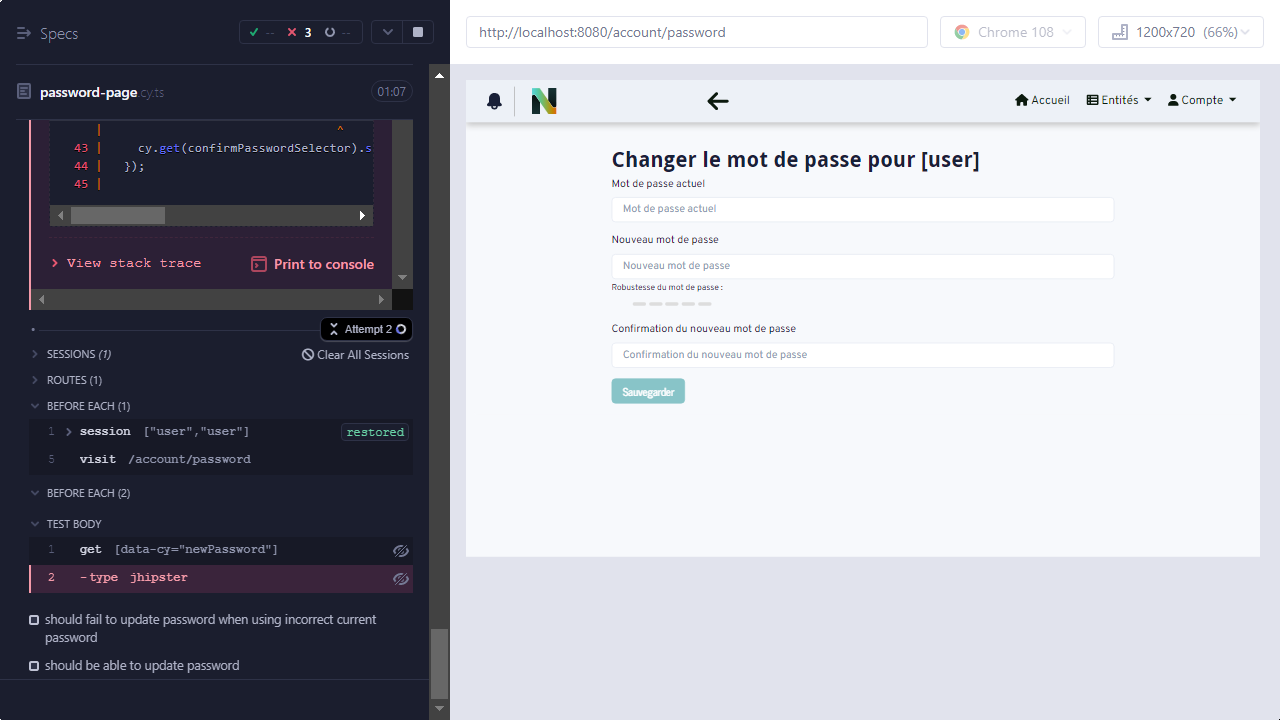 Specs
-- 3 --
password-page.cy.ts 01:07
| ^
43 | cy.get(confirmPasswordSelector).s
44 | });
45 |
View stack trace Print to console
Attempt 2
SESSIONS (1) Clear All Sessions
ROUTES (1)
BEFORE EACH (1)
1 session ["user","user"] restored
5 visit /account/password
BEFORE EACH (2)
TEST BODY
1 get [data-cy="newPassword"]
2 -type jhipster
should fail to update password when using incorrect current
password
should be able to update password
http://localhost:8080/account/password Chrome 108 1200x720 (66%)
Accueil Entités Compte
Changer le mot de passe pour [user]
Mot de passe actuel
Mot de passe actuel
Nouveau mot de passe
Nouveau mot de passe
Robustesse du mot de passe :
Confirmation du nouveau mot de passe
Confirmation du nouveau mot de passe
Sauvegarder